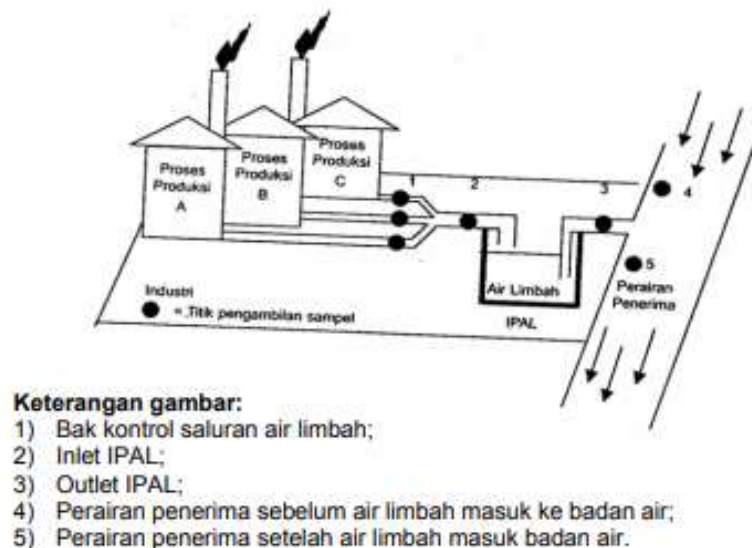 Proses
Produksi
A
Proses
Produksi
B
Proses
Produksi
C
1
2
3
4
5
Perairan
Penerima
Industri
= Titik pengambilan sampel
Air Limbah
IPAL
Keterangan gambar:
1) Bak kontrol saluran air limbah;
2) Inlet IPAL;
3) Outlet IPAL;
4) Perairan penerima sebelum air limbah masuk ke badan air;
5) Perairan penerima setelah air limbah masuk badan air.